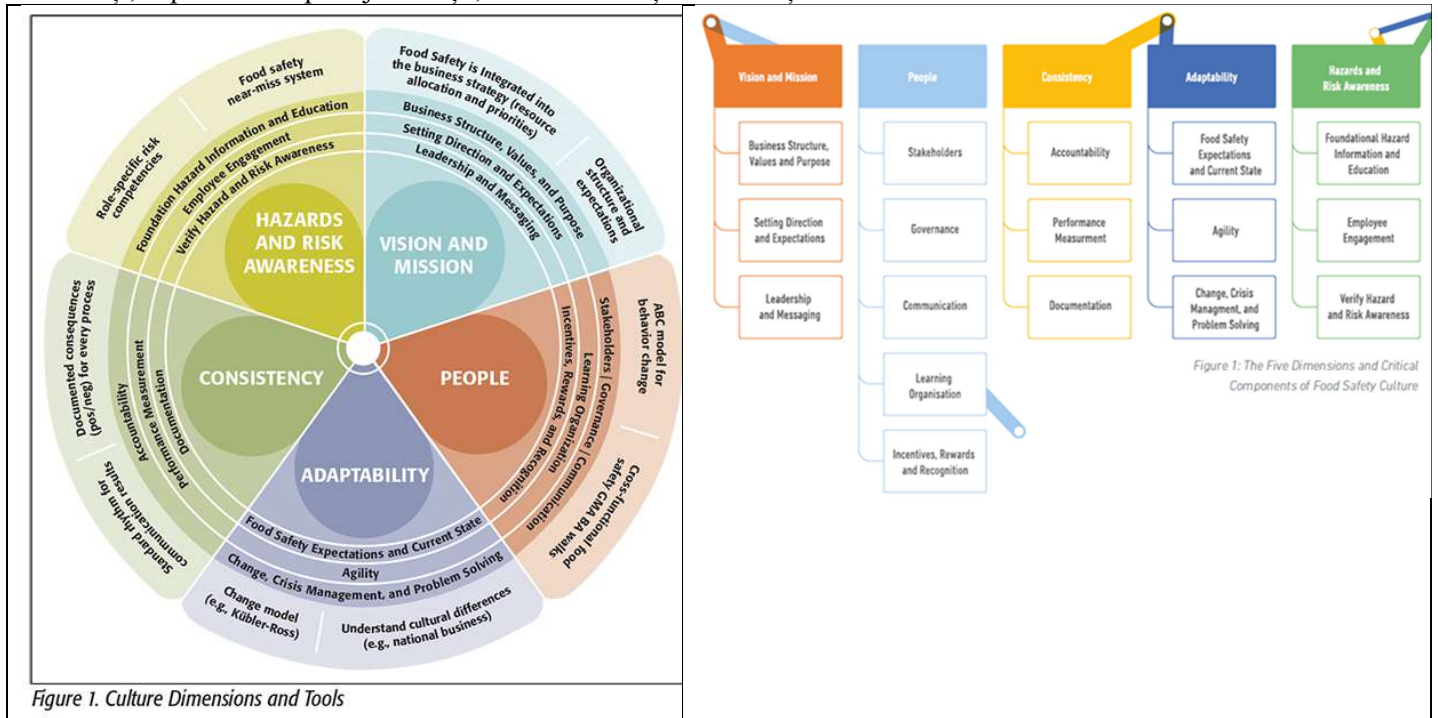 Food safety
near-miss system
Role-specific risk
competencies
Foundation Hazard Information and Education
Employee Engagement
Verify Hazard and Risk Awareness
HAZARDS
AND RISK
AWARENESS
Food Safety is Integrated into
the business strategy (resource
allocation and priorities)
Organizational
structure and
expectations
Business Structure, Values, and Purpose
Setting Direction and Expectations
Leadership and Messaging
VISION AND
MISSION
ABC model for
behavior change
Cross-functional food
safety GMA BA walks
Stakeholders | Governance | Communication
Learning Organization
Incentives, Rewards, and Recognition
PEOPLE
ADAPTABILITY
Food Safety Expectations and Current State
Agility
Change, Crisis Management, and Problem Solving
Change model
(e.g., Kübler-Ross)
Understand cultural differences
(e.g., national business)
CONSISTENCY
Documented consequences
(pos/neg) for every process
Standard rhythm for
communication results
Accountability
Performance Measurement
Documentation
Figure 1. Culture Dimensions and Tools
Vision and Mission
Business Structure,
Values and Purpose
Setting Direction
and Expectations
Leadership
and Messaging
People
Stakeholders
Governance
Communication
Learning
Organisation
Incentives, Rewards
and Recognition
Consistency
Accountability
Performance
Measurment
Documentation
Adaptability
Food Safety
Expectations
and Current State
Agility
Change, Crisis
Managment, and
Problem Solving
Hazards and
Risk Awareness
Foundational Hazard
Information and
Education
Employee
Engagement
Verify Hazard
and Risk Awareness
Figure 1: The Five Dimensions and Critical
Components of Food Safety Culture